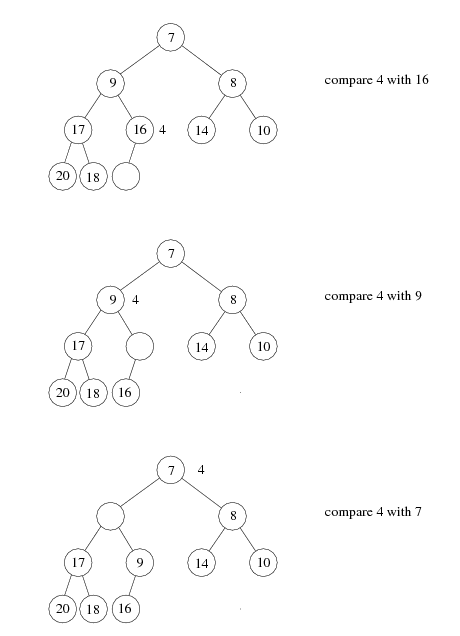 7
9 8 compare 4 with 16
17 16 4 14 10
20 18
7
9 4 8 compare 4 with 9
17 14 10
20 18 16
7 4
8 compare 4 with 7
17 9 14 10
20 18 16